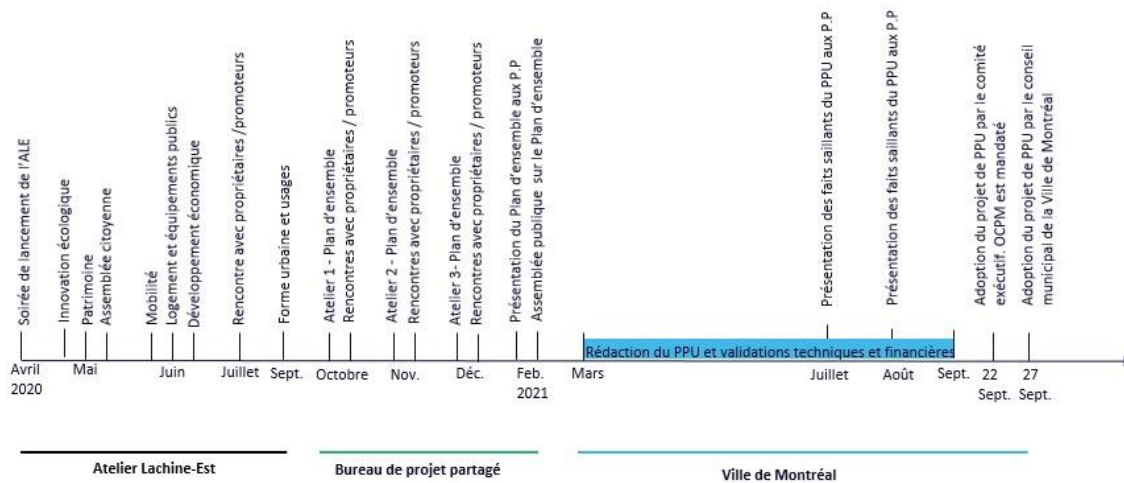 Soirée de lancement de l'ALE
Innovation écologique
Patrimoine
Assemblée citoyenne
Mobilité
Logement et équipements publics
Développement économique
Rencontre avec propriétaires /promoteurs
Forme urbaine et usages
Atelier 1 - Plan d'ensemble
Rencontres avec propriétaires / promoteurs
Atelier 2 - Plan d'ensemble
Rencontres avec propriétaires / promoteurs
Atelier 3- Plan d'ensemble
Rencontres avec propriétaires / promoteurs
Présentation du Plan d'ensemble aux P.P
Assemblée publique sur le Plan d'ensemble
Présentation des faits saillants du PPU aux P.P
Présentation des faits saillants du PPU aux P.P
Adoption du projet de PPU par le comité
exécutif. OCPM est mandaté
Adoption du projet de PPU par le conseil
municipal de la Ville de Montréal
Rédaction du PPU et validations techniques et financières
Avril
2020
Mai
Juin
Juillet
Sept.
Octobre
Nov.
Déc.
Feb.
2021
Mars
Juillet
Août
Sept.
22
Sept.
27
Sept.
Atelier Lachine-Est
Bureau de projet partagé
Ville de Montréal